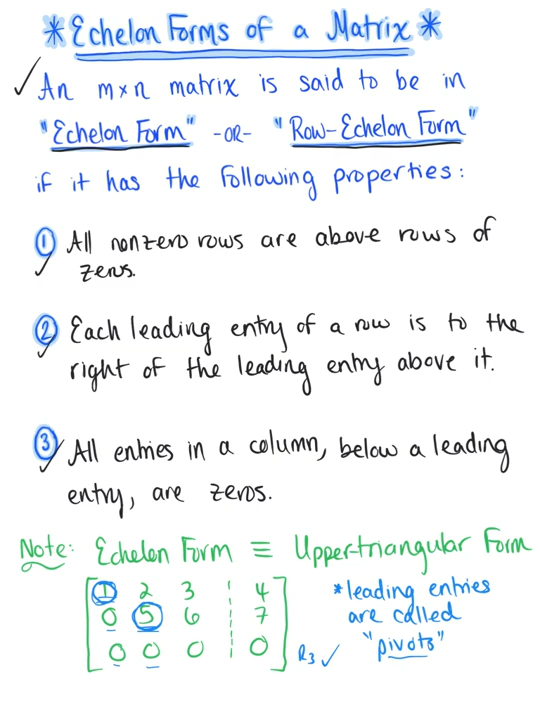 *Echelon Forms of a Matrix*
✓ An m×n matrix is said to be in
"Echelon Form" -OR- "Row-Echelon Form"
if it has the following properties:
① All nonzero rows are above rows of
zeros.
② Each leading entry of a row is to the
right of the leading entry above it.
③ All entries in a column, below a leading
entry, are zeros.
Note: Echelon Form ≡ Upper-triangular Form
[ 1 2 3 ¦ 4 ] *leading entries
[ 0 5 6 ¦ 7 ] are called
[ 0 0 0 ¦ 0 ] R3 ✓ "pivots"